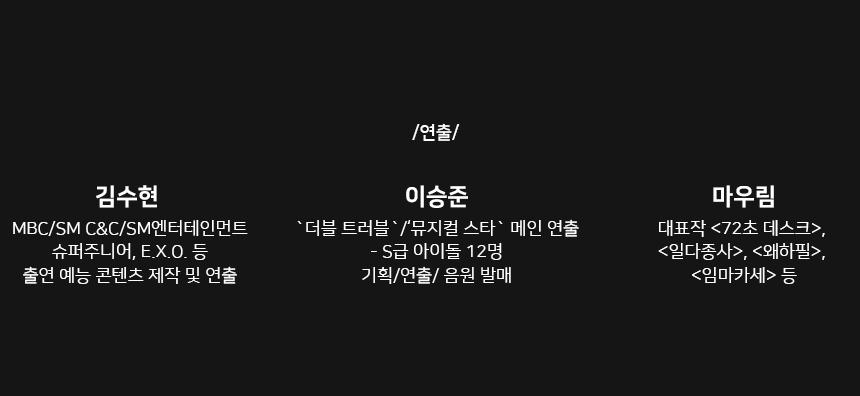 /연출/
김수현
MBC/SM C&C/SM엔터테인먼트
슈퍼주니어, E.X.O. 등
출연 예능 콘텐츠 제작 및 연출
이승준
`더블 트러블`/'뮤지컬 스타` 메인 연출
- S급 아이돌 12명
기획/연출/ 음원 발매
마우림
대표작 <72초 데스크>,
<일다종사>, <왜하필>,
<임마카세> 등